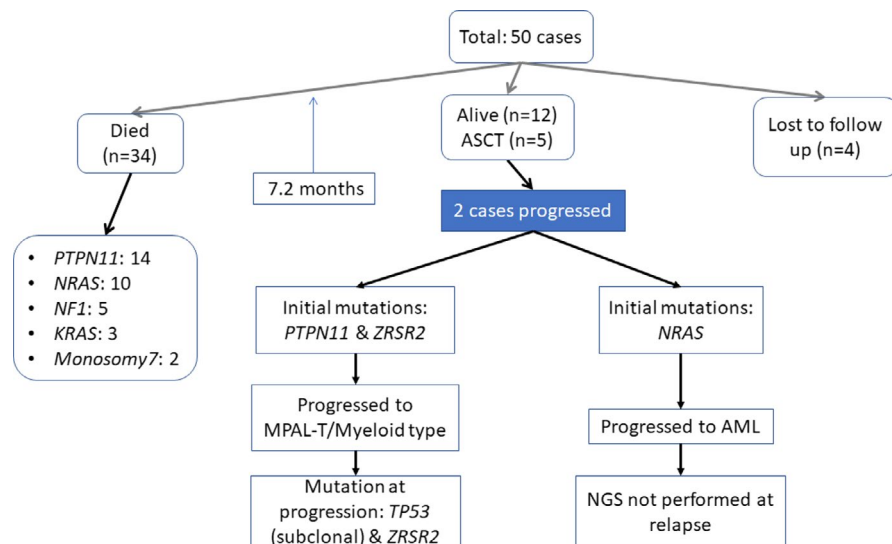 Total: 50 cases
Died
(n=34)
Alive (n=12)
ASCT (n=5)
Lost to follow
up (n=4)
7.2 months
2 cases progressed
• PTPN11: 14
• NRAS: 10
• NF1: 5
• KRAS: 3
• Monosomy7: 2
Initial mutations:
PTPN11 & ZRSR2
Initial mutations:
NRAS
Progressed to
MPAL-T/Myeloid type
Progressed to AML
Mutation at
progression: TP53
(subclonal) & ZRSR2
NGS not performed at
relapse